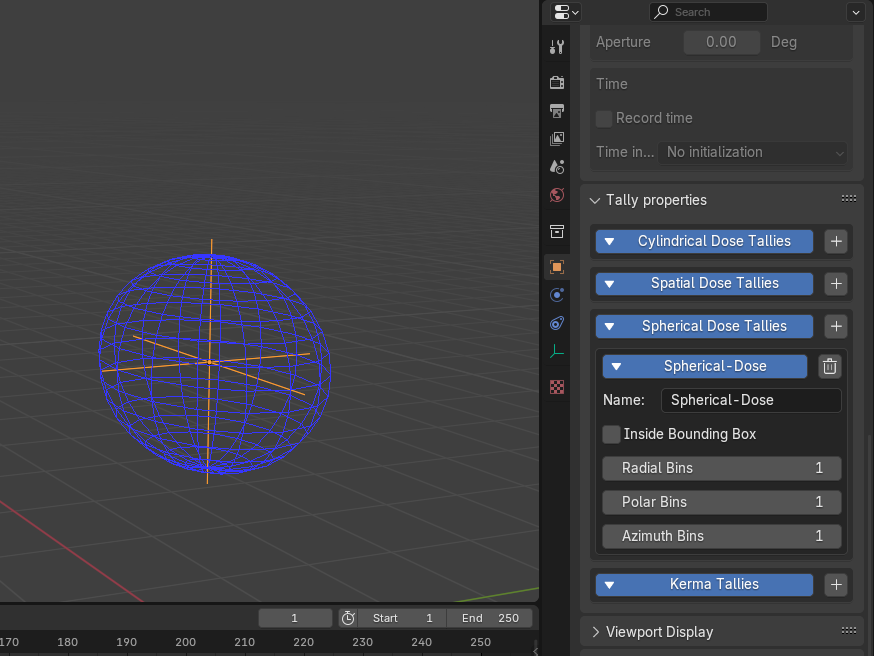 Search
Aperture 0.00 Deg
Time
Record time
Time in... No initialization
Tally properties
Cylindrical Dose Tallies +
Spatial Dose Tallies +
Spherical Dose Tallies +
Spherical-Dose
Name: Spherical-Dose
Inside Bounding Box
Radial Bins 1
Polar Bins 1
Azimuth Bins 1
Kerma Tallies +
Viewport Display
1 Start 1 End 250
170 180 190 200 210 220 230 240 250